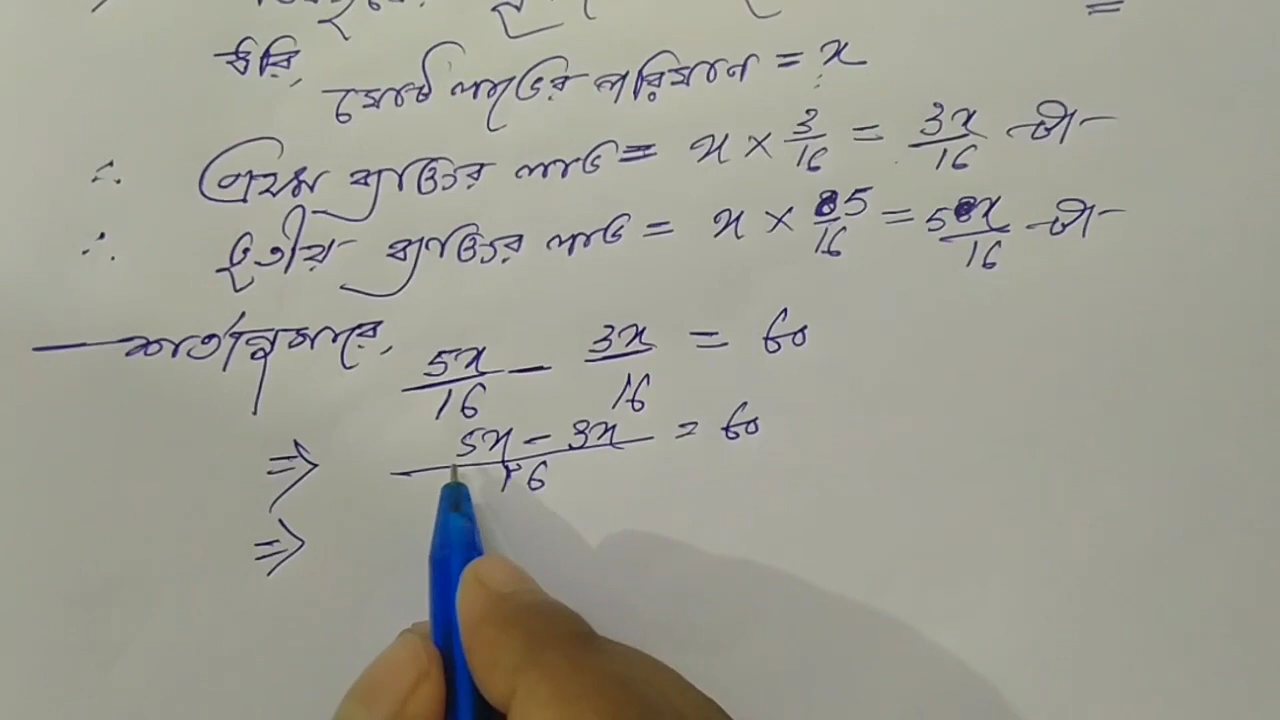 ধরি,
মোট লাভের পরিমান = x
∴ প্রথম ব্যক্তির লাভ = x × 3/16 = 3x/16 টা
∴ তৃতীয় ব্যক্তির লাভ = x × 5/16 = 5x/16 টা
শর্তানুসারে, 5x/16 - 3x/16 = 60
⇒ 5x - 3x/16 = 60
⇒